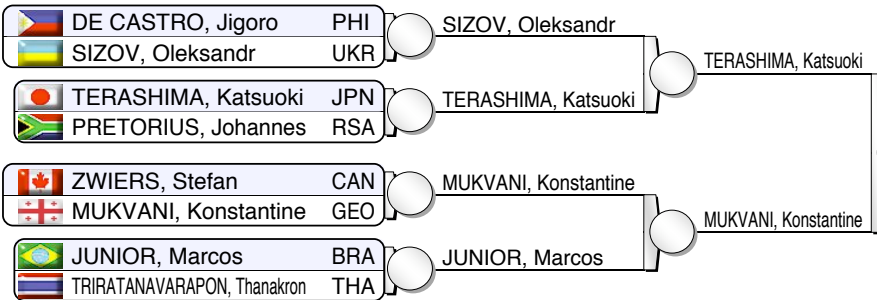 DE CASTRO, Jigoro PHI
SIZOV, Oleksandr UKR
SIZOV, Oleksandr
TERASHIMA, Katsuoki
TERASHIMA, Katsuoki JPN
PRETORIUS, Johannes RSA
TERASHIMA, Katsuoki
ZWIERS, Stefan CAN
MUKVANI, Konstantine GEO
MUKVANI, Konstantine
MUKVANI, Konstantine
JUNIOR, Marcos BRA
TRIRATANAVARAPON, Thanakron THA
JUNIOR, Marcos